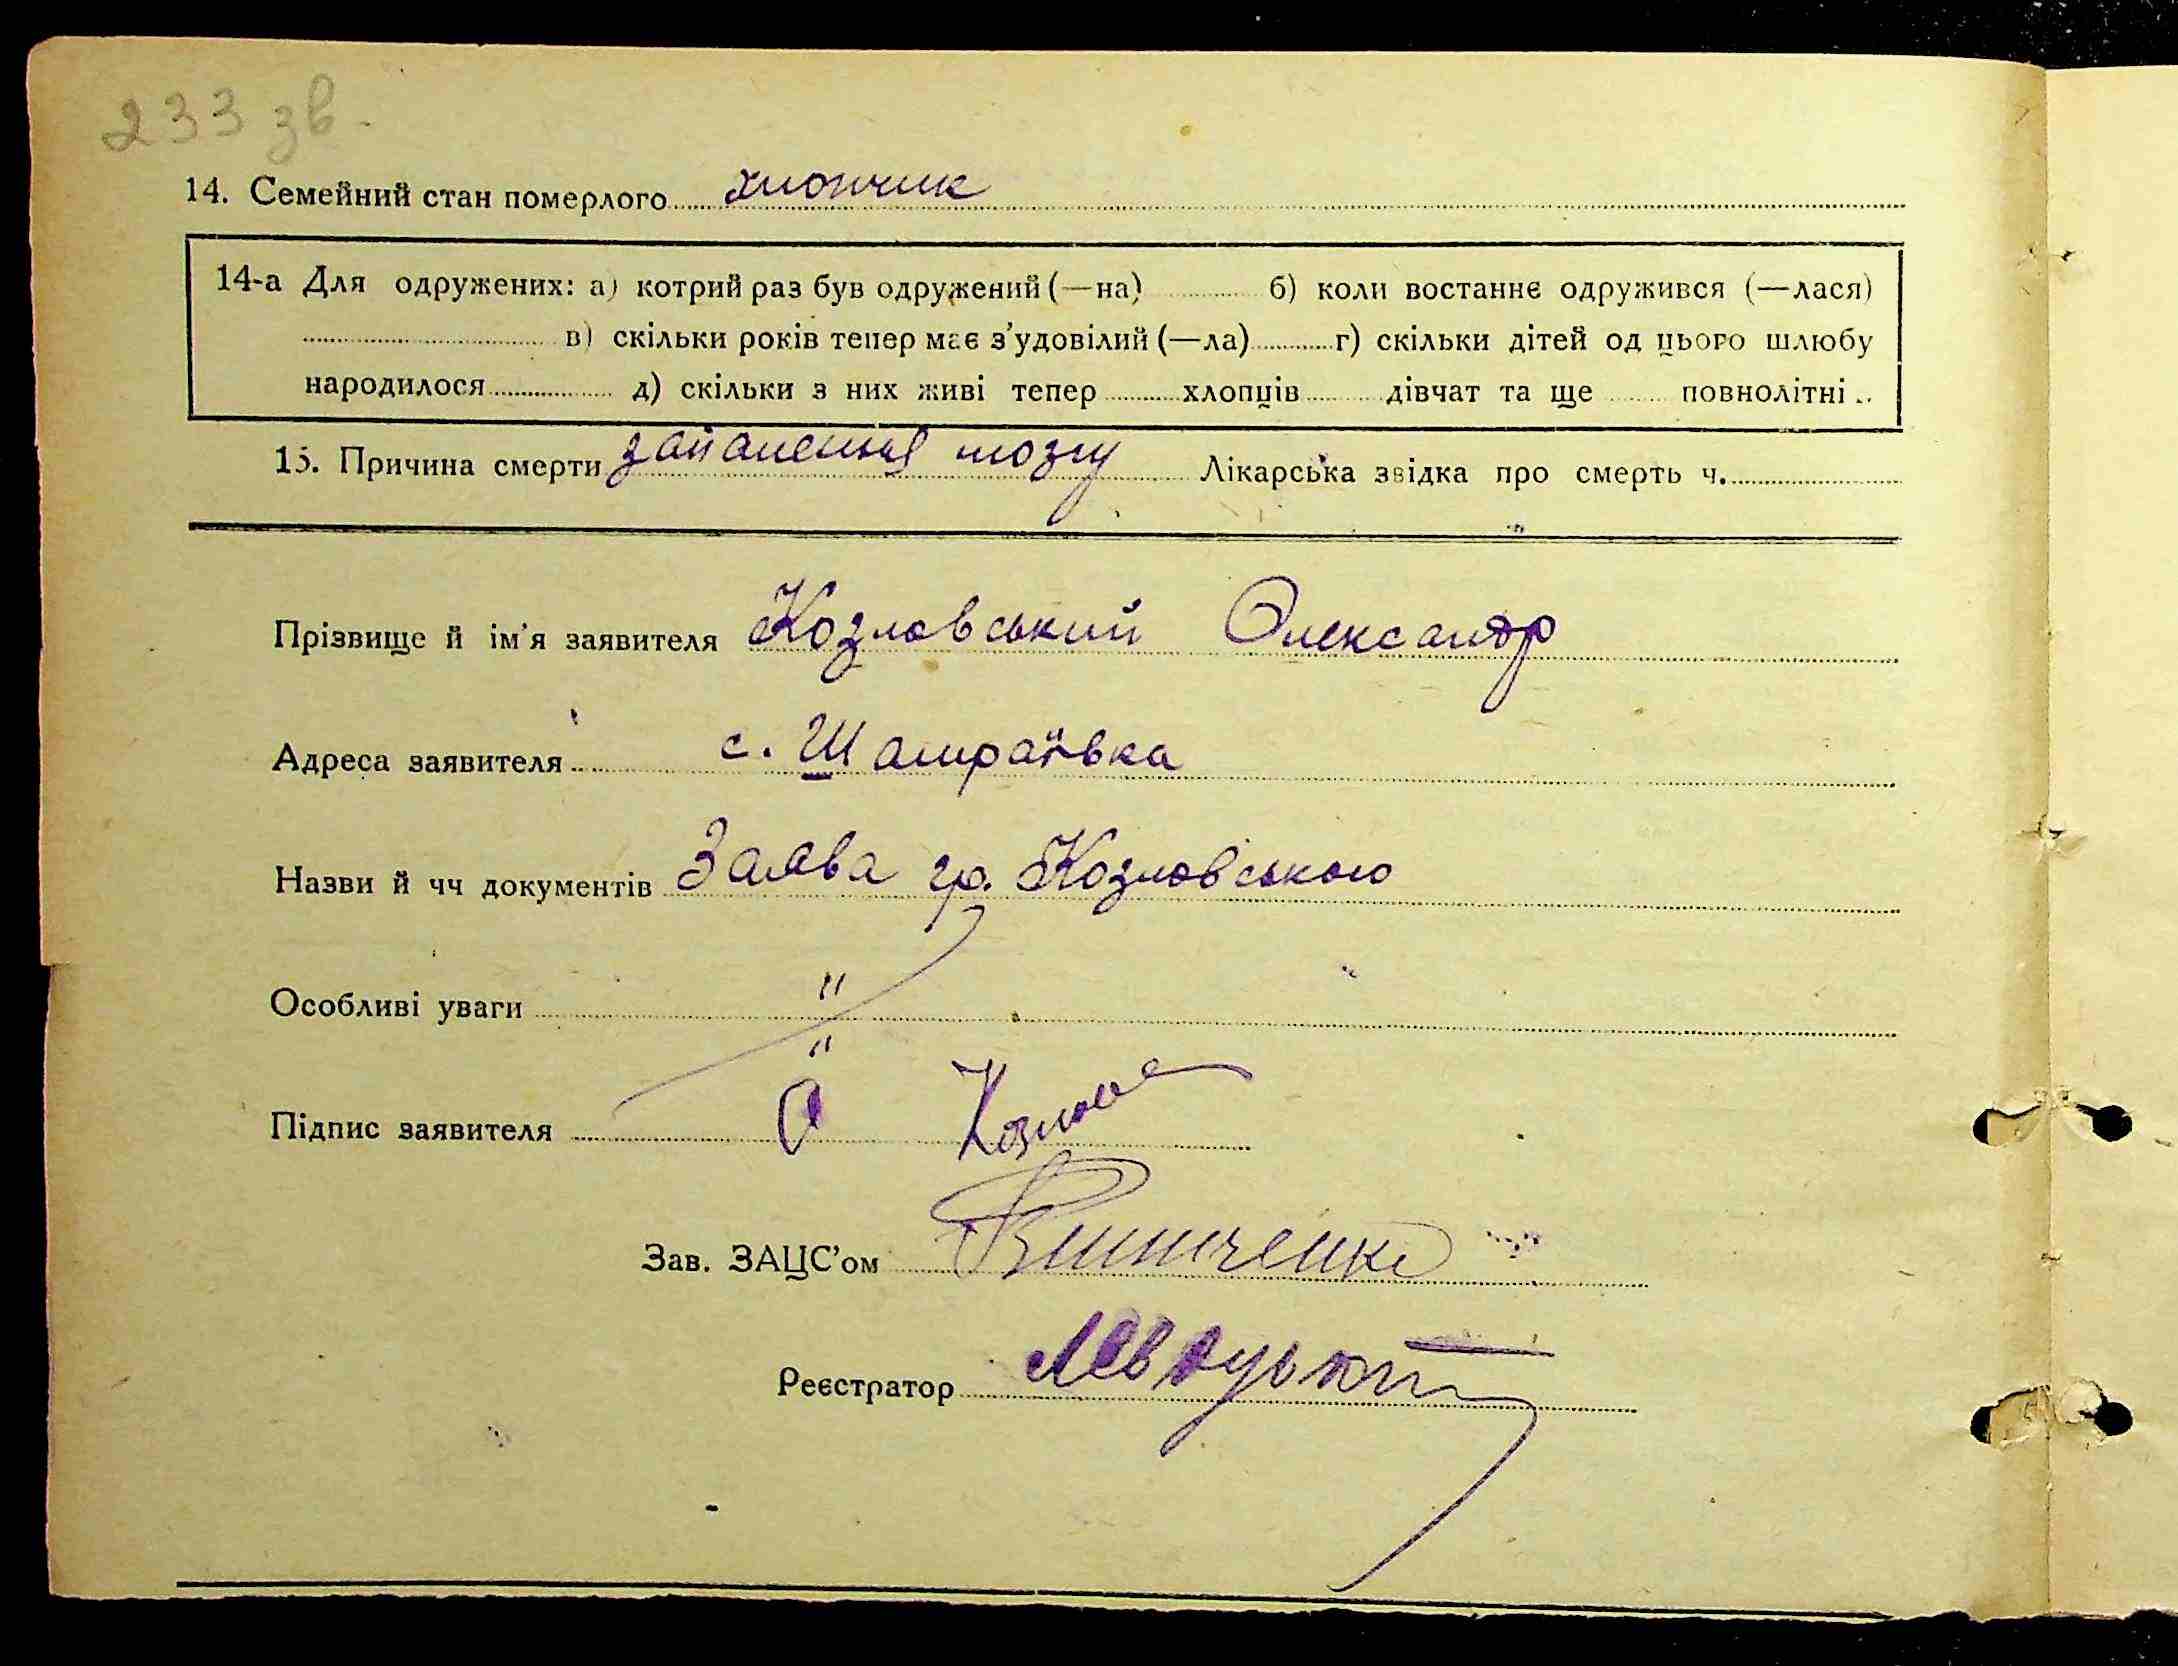 233 зв.
14. Семейний стан померлого хлопчик
14-а Для одружених: а) котрий раз був одружений (—на) б) коли востаннє одружився (—лася)
в) скільки років тепер має з'удовілий (—ла) г) скільки дітей од цього шлюбу
народилося д) скільки з них живі тепер хлопців дівчат та ще повнолітні
15. Причина смерти запалення мозгу Лікарська звідка про смерть ч.
Прізвище й ім'я заявителя Козловський Олександр
Адреса заявителя с. Шамраївка
Назви й чч документів Заява гр. Козловського
Особливі уваги "
"
Підпис заявителя О Козлов
Зав. ЗАЦС'ом Винниченко
Реєстратор